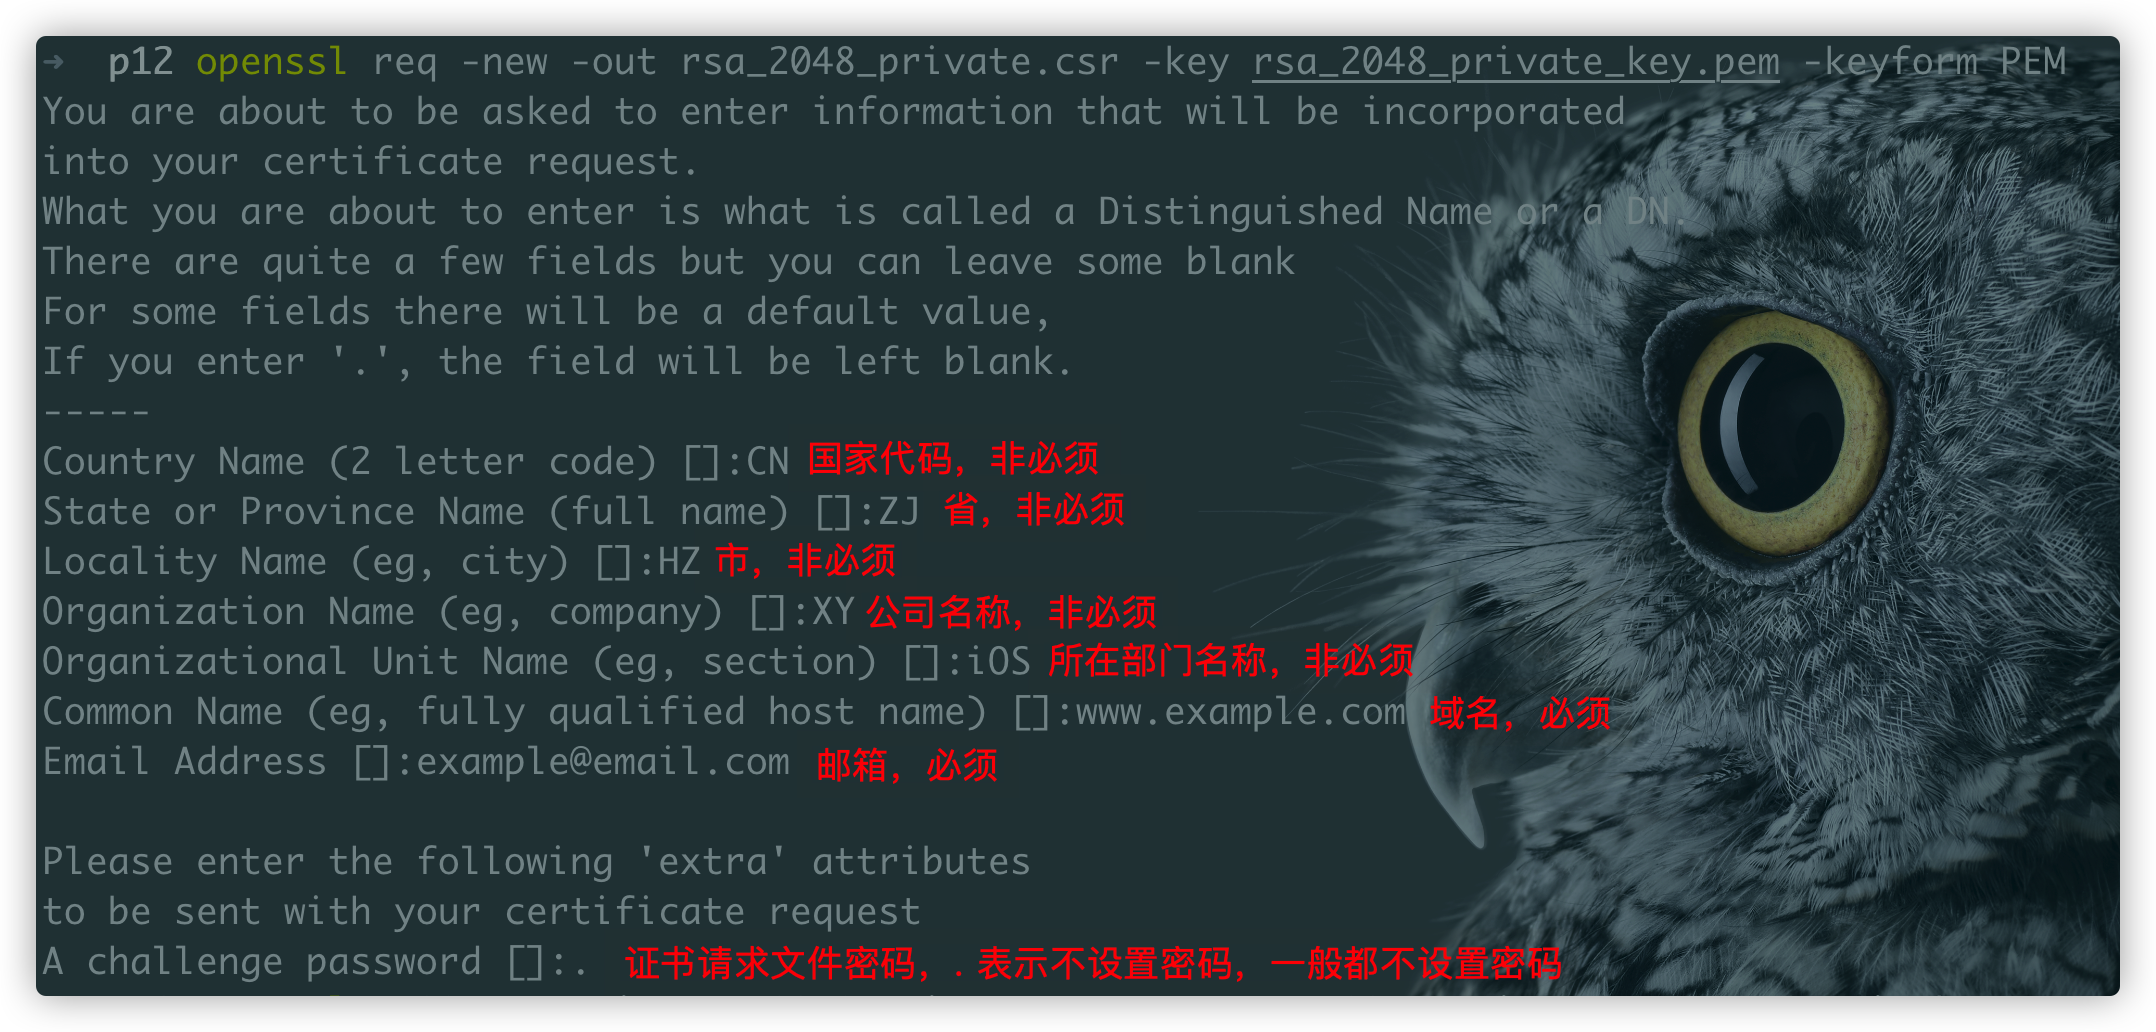 ➜  p12 openssl req -new -out rsa_2048_private.csr -key rsa_2048_private_key.pem -keyform PEM
You are about to be asked to enter information that will be incorporated
into your certificate request.
What you are about to enter is what is called a Distinguished Name or a DN.
There are quite a few fields but you can leave some blank
For some fields there will be a default value,
If you enter '.', the field will be left blank.
-----
Country Name (2 letter code) []:CN 国家代码，非必须
State or Province Name (full name) []:ZJ 省，非必须
Locality Name (eg, city) []:HZ 市，非必须
Organization Name (eg, company) []:XY 公司名称，非必须
Organizational Unit Name (eg, section) []:iOS 所在部门名称，非必须
Common Name (eg, fully qualified host name) []:www.example.com 域名，必须
Email Address []:example@email.com 邮箱，必须
Please enter the following 'extra' attributes
to be sent with your certificate request
A challenge password []:. 证书请求文件密码，. 表示不设置密码，一般都不设置密码